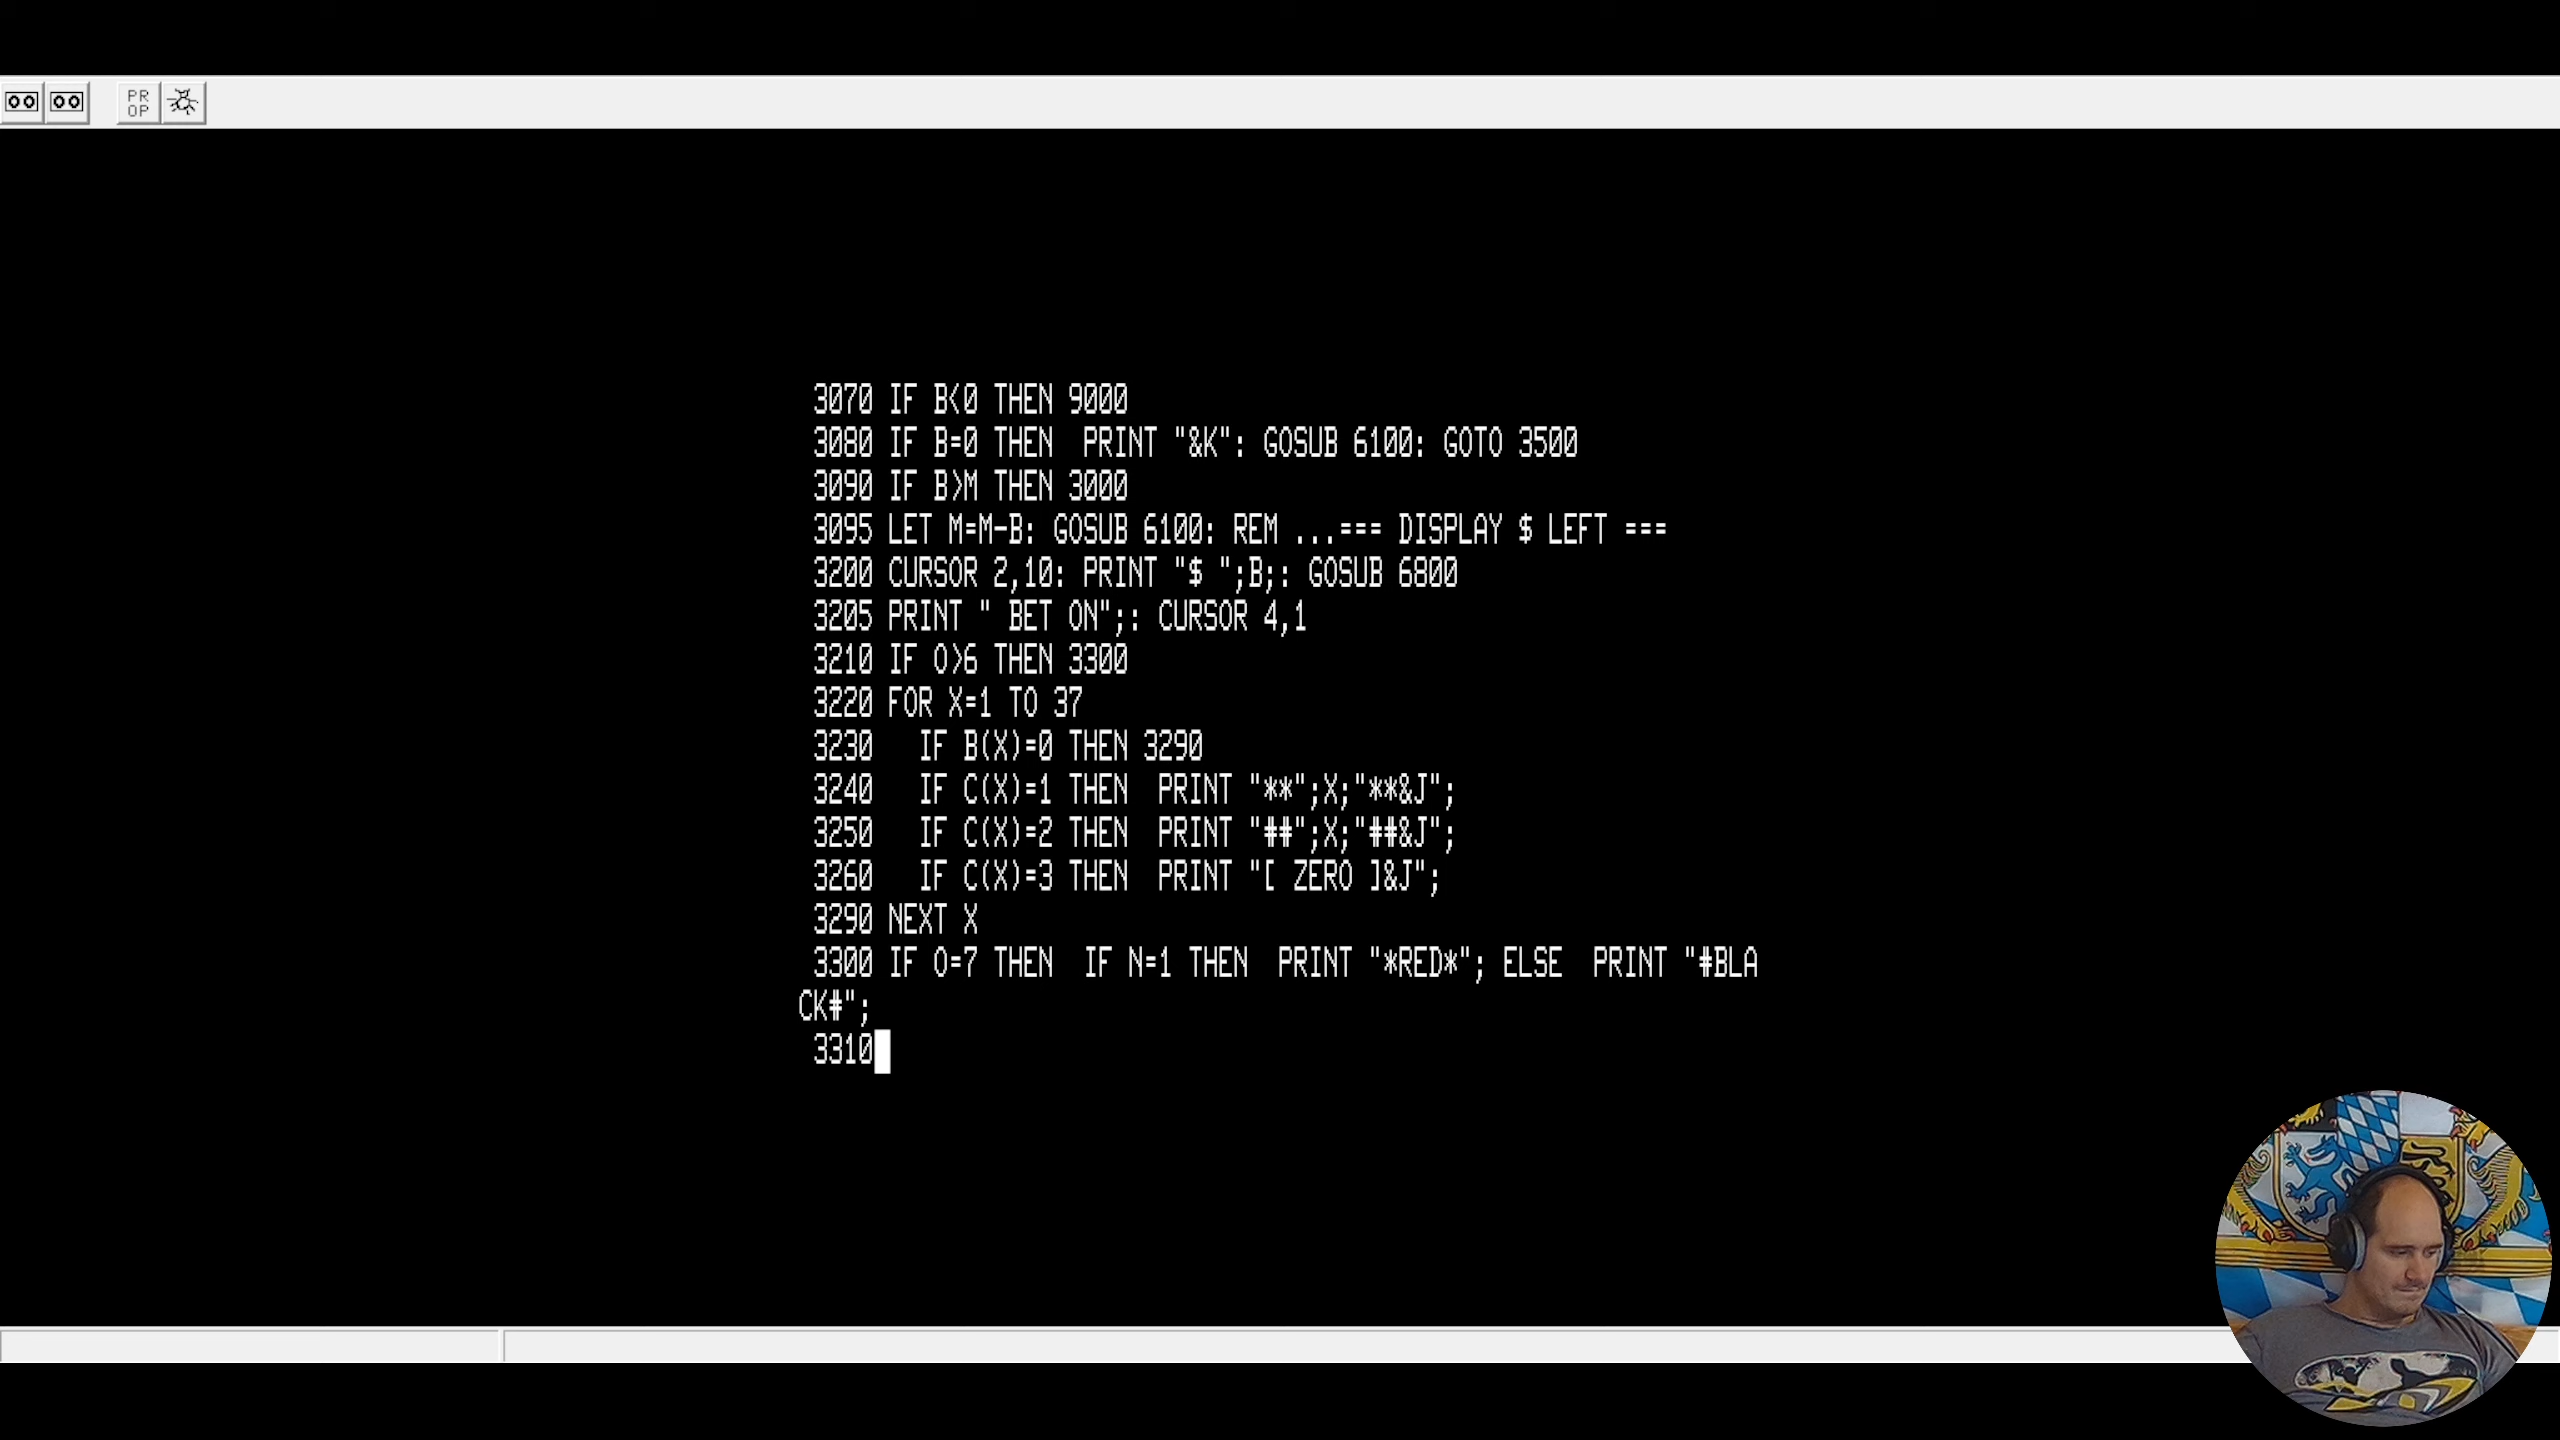 PR
OP
3070 IF B<0 THEN 9000
3080 IF B=0 THEN  PRINT "&K": GOSUB 6100: GOTO 3500
3090 IF B>M THEN 3000
3095 LET M=M-B: GOSUB 6100: REM ...=== DISPLAY $ LEFT ===
3200 CURSOR 2,10: PRINT "$ ";B;: GOSUB 6800
3205 PRINT " BET ON";: CURSOR 4,1
3210 IF O>6 THEN 3300
3220 FOR X=1 TO 37
3230   IF B(X)=0 THEN 3290
3240   IF C(X)=1 THEN  PRINT "**";X;"**&J";
3250   IF C(X)=2 THEN  PRINT "##";X;"##&J";
3260   IF C(X)=3 THEN  PRINT "[ ZERO ]&J";
3290 NEXT X
3300 IF O=7 THEN  IF N=1 THEN  PRINT "*RED*"; ELSE  PRINT "#BLA
CK#";
3310